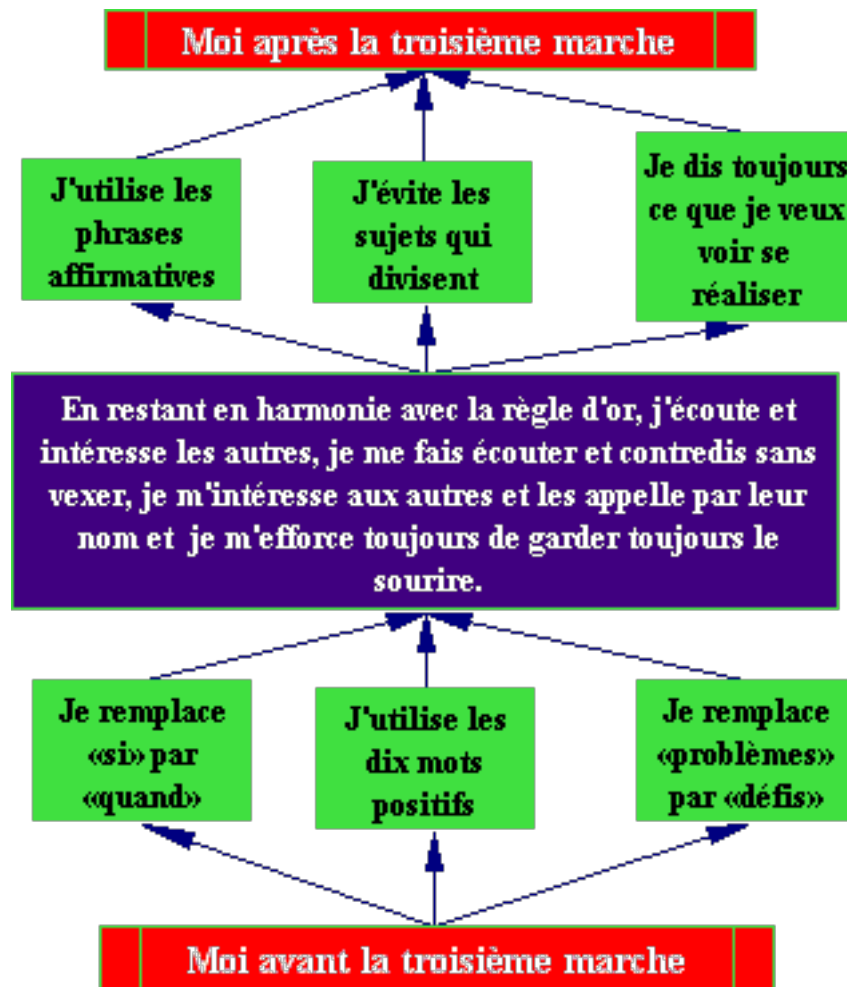 Moi après la troisième marche
J'utilise les
phrases
affirmatives
J'évite les
sujets qui
divisent
Je dis toujours
ce que je veux
voir se
réaliser
En restant en harmonie avec la règle d'or, j'écoute et
intéresse les autres, je me fais écouter et contredis sans
vexer, je m'intéresse aux autres et les appelle par leur
nom et je m'efforce toujours de garder toujours le
sourire.
Je remplace
«si» par
«quand»
J'utilise les
dix mots
positifs
Je remplace
«problèmes»
par «défis»
Moi avant la troisième marche